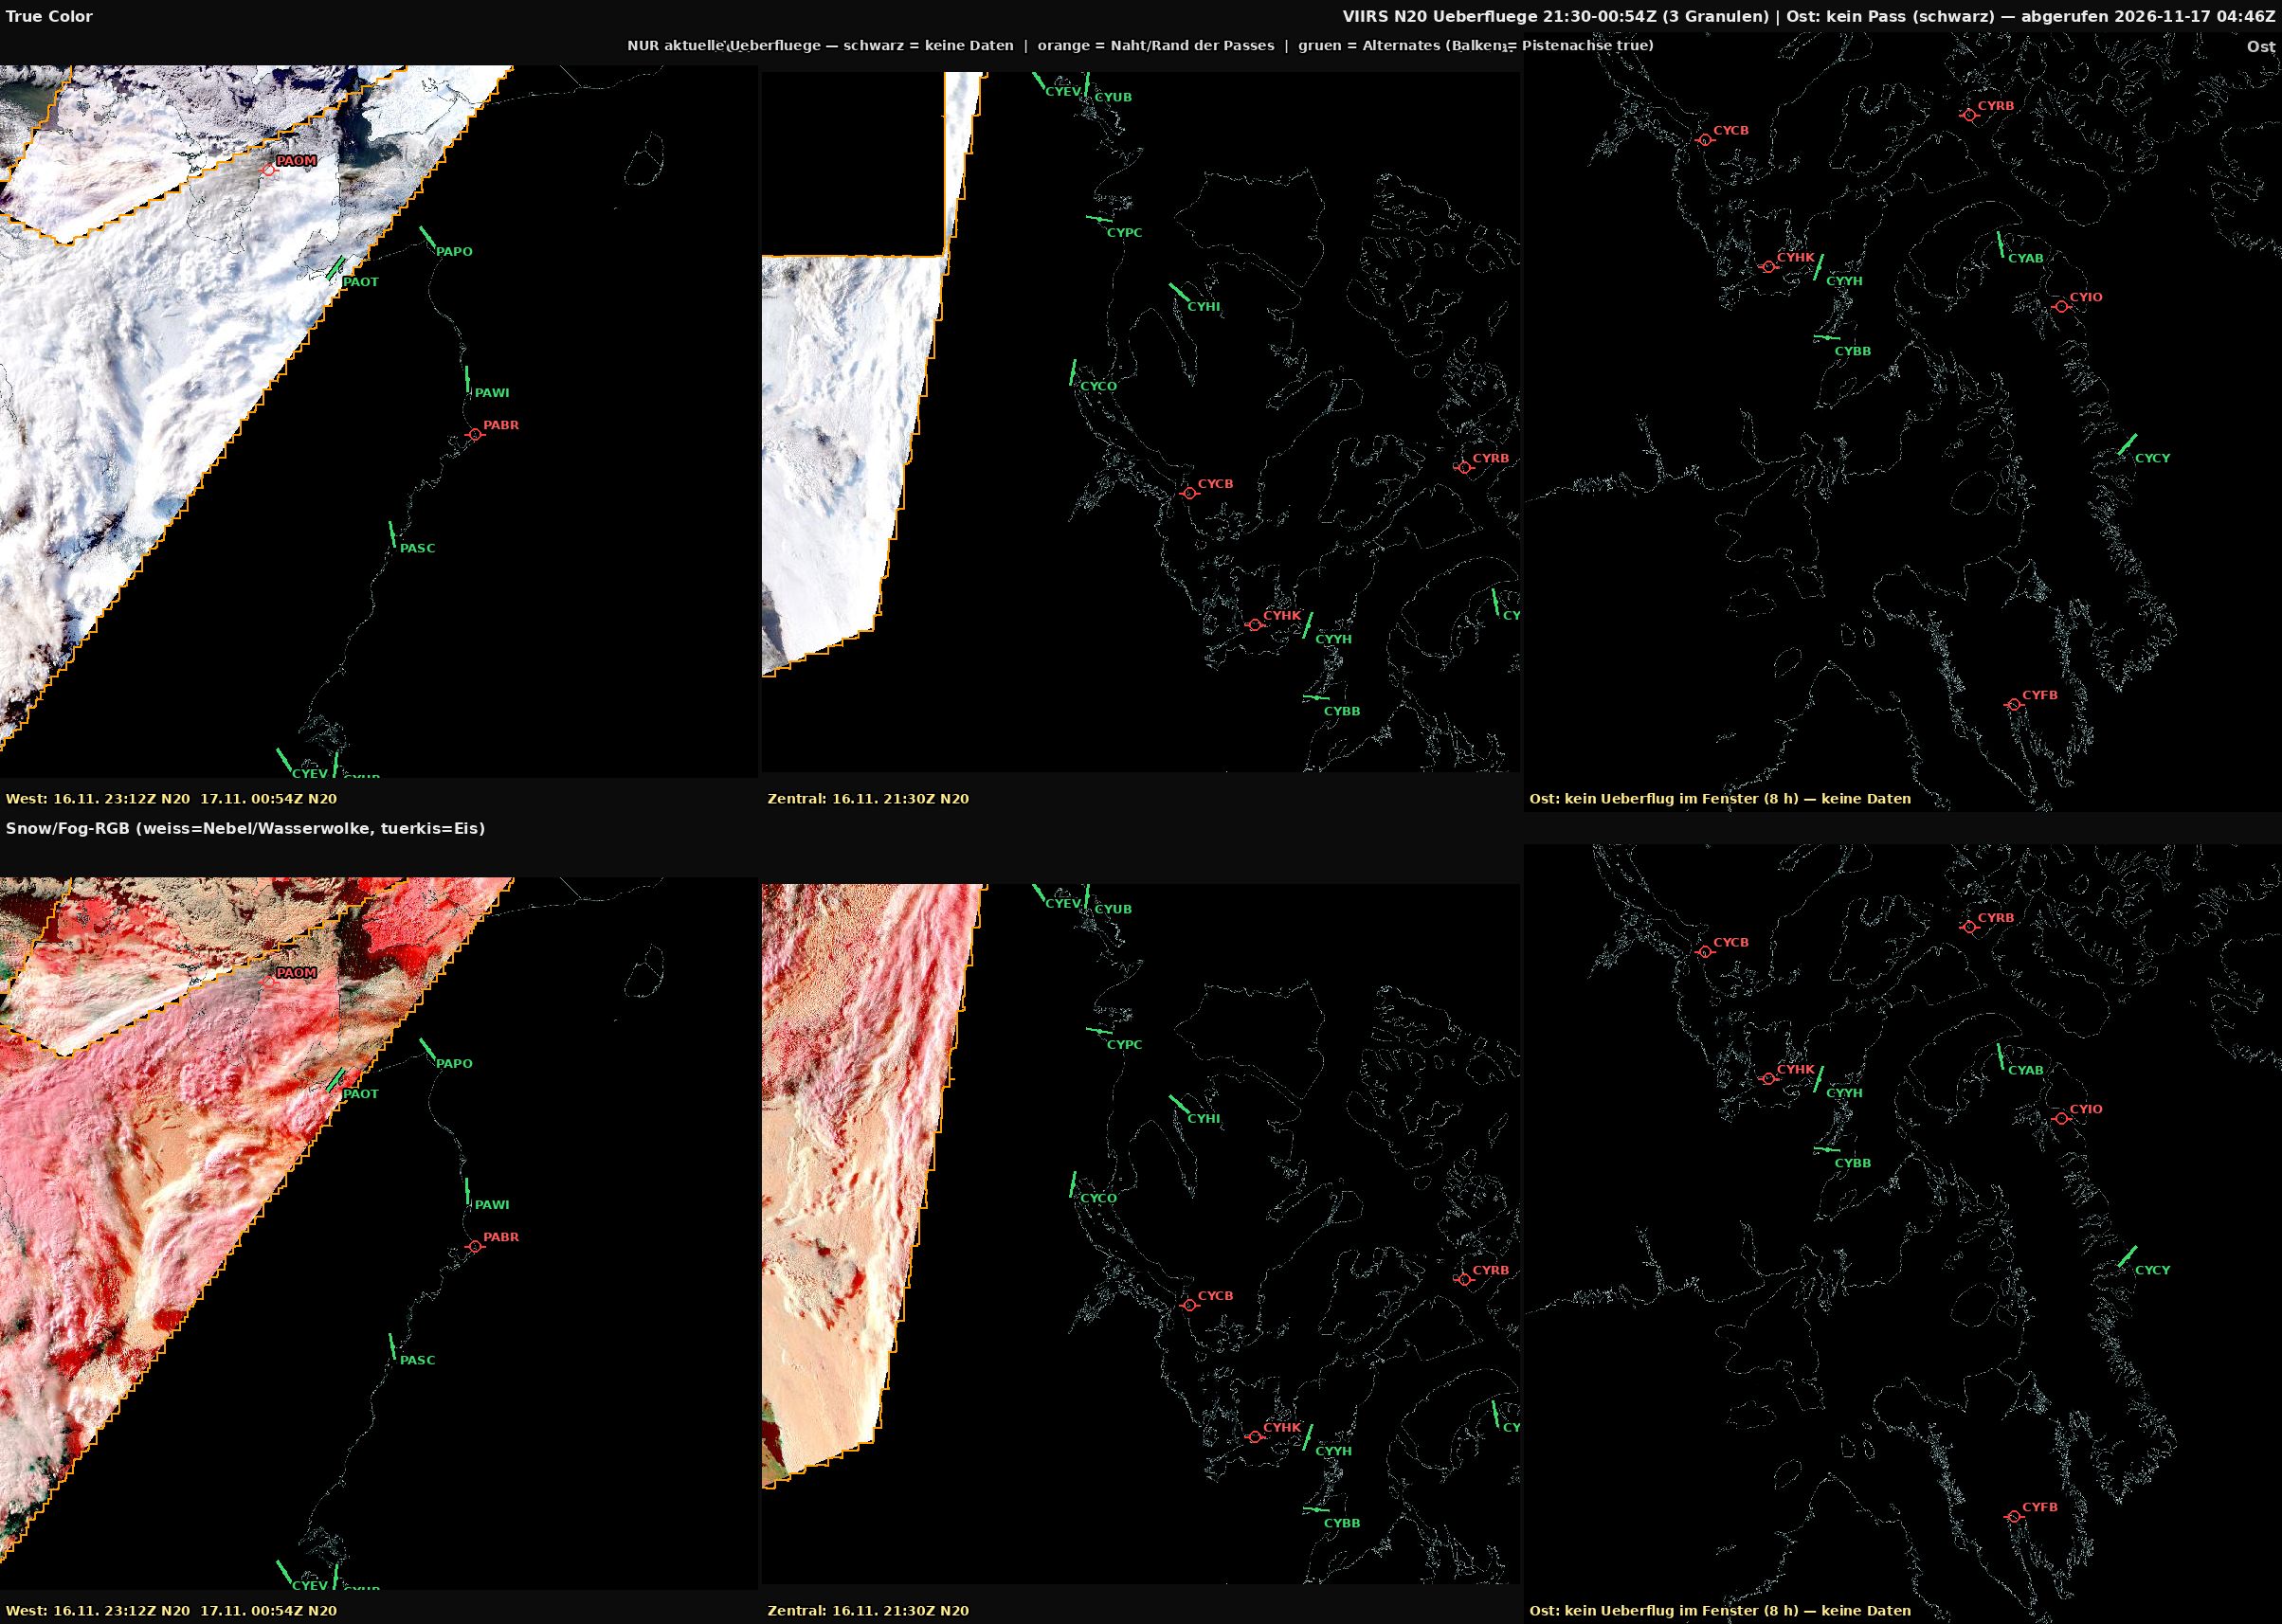 True Color
VIIRS N20 Ueberfluege 21:30-00:54Z (3 Granulen) | Ost: kein Pass (schwarz) — abgerufen 2026-11-17 04:46Z
NUR aktuelle Ueberfluege — schwarz = keine Daten | orange = Naht/Rand der Passes | gruen = Alternates (Balken = Pistenachse true)
Ost
PAOM
PAPO
PAOT
PAWI
PABR
PASC
CYEV
CYUB
West: 16.11. 23:12Z N20 17.11. 00:54Z N20
CYEV
CYUB
CYPC
CYHI
CYCO
CYRB
CYCB
CYHK
CYYH
CY
CYBB
Zentral: 16.11. 21:30Z N20
CYRB
CYCB
CYHK
CYAB
CYYH
CYIO
CYBB
CYCY
CYFB
Ost: kein Ueberflug im Fenster (8 h) — keine Daten
Snow/Fog-RGB (weiss=Nebel/Wasserwolke, tuerkis=Eis)
PAOM
PAPO
PAOT
PAWI
PABR
PASC
CYEV
CYUB
West: 16.11. 23:12Z N20 17.11. 00:54Z N20
CYEV
CYUB
CYPC
CYHI
CYCO
CYRB
CYCB
CYHK
CYYH
CY
CYBB
Zentral: 16.11. 21:30Z N20
CYRB
CYCB
CYHK
CYAB
CYYH
CYIO
CYBB
CYCY
CYFB
Ost: kein Ueberflug im Fenster (8 h) — keine Daten